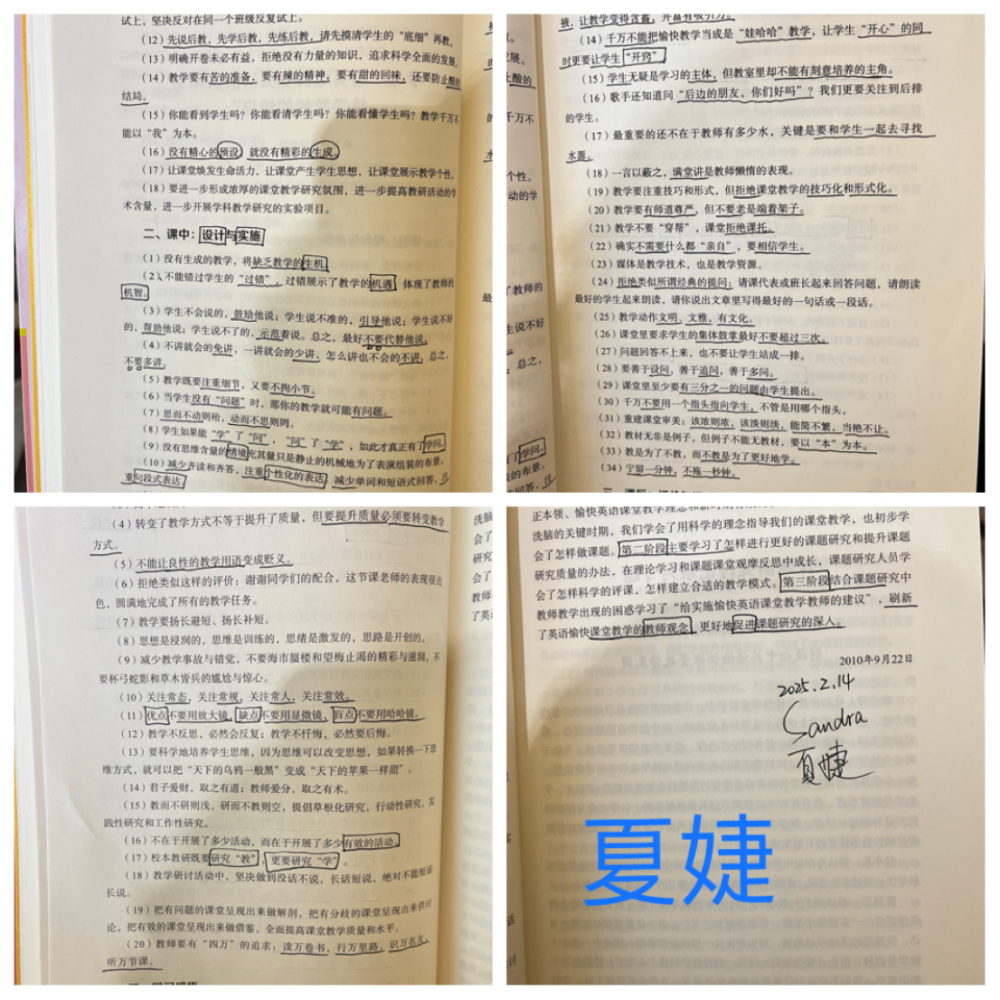 试上，坚决反对在同一个班级反复试上。
（12）先说后教，先学后教，先练后教，请先摸清学生的“底细”再教。
（13）明确开卷未必有益，拒绝没有力量的知识，追求科学全面的发展。
（14）教学要有苦的准备，要有辣的精神，要有甜的回味，还要防止酸的
结局。
（15）你能看到学生吗？你能看清学生吗？你能看懂学生吗？教学千万不
能以“我”为本。
（16）没有精心的预设，就没有精彩的生成。
（17）让课堂焕发生命活力，让课堂产生学生思想，让课堂展示教学个性。
（18）要进一步形成浓厚的课堂教学研究氛围，进一步提高教研活动的学
术含量，进一步开展学科教学研究的实验项目。
二、课中：设计与实施
（1）没有生成的教学，将缺乏教学的生机。
（2）不能错过学生的“过错”，过错展示了教学的机遇，体现了教师的
机智。
（3）学生不会说的，鼓励他说；学生说不准的，引导他说；学生说不好
的，帮助他说；学生说不了的，示范着说。总之，最好不要代替他说。
（4）不讲就会的免讲，一讲就会的少讲，怎么讲也不会的不讲，总之，
不要多讲。
（5）教学既要注重细节，又要不拘小节。
（6）当学生没有“问题”时，那你的教学就可能有问题。
（7）思而不动则殆，动而不思则罔。
（8）学生如果能“学”了“问”，“问”了“学”，如此才真正有了学问。
（9）没有思维含量的情境充其量只是静止的机械地为了表演组装的布景。
（10）减少齐读和齐答，注重个性化的表达，减少单词和短语式回答，注
重句段式表达。
掖，让教学变得含蓄，并富有吸引力。
（14）千万不能把愉快教学当成是“娃哈哈”教学，让学生“开心”的同
时更要让学生“开窍”。
（15）学生无疑是学习的主体，但教室里却不能有刻意培养的主角。
（16）歌手还知道问“后边的朋友，你们好吗”？我们更要关注到后排
的学生。
（17）最重要的还不在于教师有多少水，关键是要和学生一起去寻找
水源。
（18）一言以蔽之，满堂讲是教师懒惰的表现。
（19）教学要注重技巧和形式，但拒绝课堂教学的技巧化和形式化。
（20）教学要有师道尊严，但不要老是端着架子。
（21）教学不要“穿帮”，课堂拒绝课托。
（22）确实不需要什么都“亲自”，要相信学生。
（23）媒体是教学技术，也是教学资源。
（24）拒绝类似所谓经典的提问：请课代表或班长起来回答问题，请朗读
最好的学生起来朗读，请你说出文章里写得最好的一句话或一段话。
（25）教学动作文明，文雅，有文化。
（26）课堂里要求学生的集体鼓掌最好不要超过三次。
（27）问题回答不上来，也不要让学生站成一排。
（28）要善于设问，善于追问，善于多问。
（29）课堂里至少要有三分之一的问题由学生提出。
（30）千万不要用一个指头指向学生，不管是用哪个指头。
（31）重建课堂审美：该浓则浓，该淡则淡，能简不繁，当绝不让。
（32）教材无非是例子，但例子不能无教材，要以“本”为本。
（33）教是为了不教，而不教是为了更好地学。
（34）宁留一分钟，不拖一秒钟。
（4）转变了教学方式不等于提升了质量，但要提升质量必须要转变教学
方式。
（5）不能让良性的教学用语变成贬义。
（6）拒绝类似这样的评价：谢谢同学们的配合，这节课老师的表现很出
色，圆满地完成了所有的教学任务。
（7）教学要扬长避短、扬长补短。
（8）思想是浸润的，思维是训练的，思绪是激发的，思路是开创的。
（9）减少教学事故与错觉，不要海市蜃楼和望梅止渴的精彩与滋润，不
要杯弓蛇影和草木皆兵的尴尬与惊心。
（10）关注常态，关注常规，关注常人，关注常效。
（11）优点不要用放大镜，缺点不要用显微镜，盲点不要用哈哈镜。
（12）教学不反思，必然会反复；教学不忏悔，必然要后悔。
（13）要科学地培养学生思维，因为思维可以改变思想，如果转换一下思
维方式，就可以把“天下的乌鸦一般黑”变成“天下的苹果一样甜”。
（14）君子爱财，取之有道；教师爱分，取之有术。
（15）教而不研则浅，研而不教则空，提倡草根化研究，行动性研究，实
践性研究和工作性研究。
（16）不在于开展了多少活动，而在于开展了多少有效的活动。
（17）校本教研既要研究“教”，更要研究“学”。
（18）教学研讨活动中，坚决做到没话不说，长话短说，绝对不能短话
长说。
（19）把有问题的课堂呈现出来做解剖，把有分歧的课堂呈现出来供讨
论，把有效的课堂呈现出来做借鉴，全面提高课堂教学质量和水平。
（20）教师要有“四万”的追求：读万卷书，行万里路，识万名友，
听万节课。
洗脑的关键时期，我们学会了用科学的理念指导我们的课堂教学，也初步学
会了怎样做课题。第二阶段主要学习了怎样进行更好的课题研究和提升课题
研究质量的办法，在理论学习和课题课堂观摩反思中成长，课题研究人员学
会了怎样科学的评课，怎样建立合适的教学模式。第三阶段结合课题研究中
教师教学出现的困惑学习了“给实施愉快英语课堂教学教师的建议”，刷新
了英语愉快课堂教学的教师观念，更好地促进课题研究的深入。
2010年9月22日
2025.2.14
Sandra
夏婕
夏婕